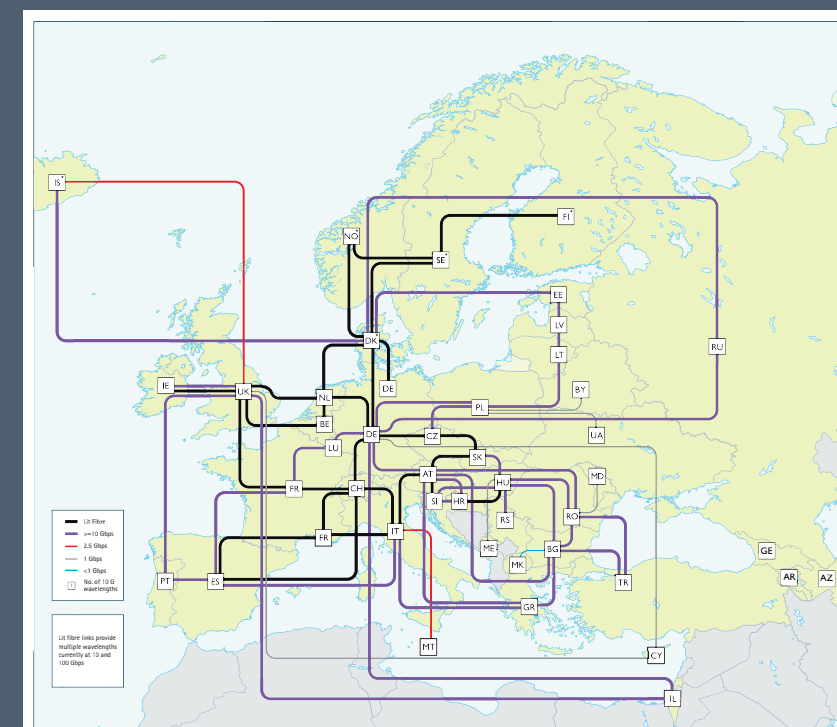 IS
NO
FI
SE
EE
LV
DK
RU
LT
IE
UK
NL
DE
BY
PL
BE
DE
CZ
UA
LU
SK
AT
HU
MD
FR
CH
SI
HR
RO
RS
IT
FR
ME
BG
GE
MK
PT
ES
TR
AR
AZ
GR
MT
CY
IL
Lit Fibre
>=10 Gbps
2.5 Gbps
1 Gbps
<1 Gbps
No. of 10 G
wavelengths
Lit fibre links provide
multiple wavelengths
currently at 10 and
100 Gbps